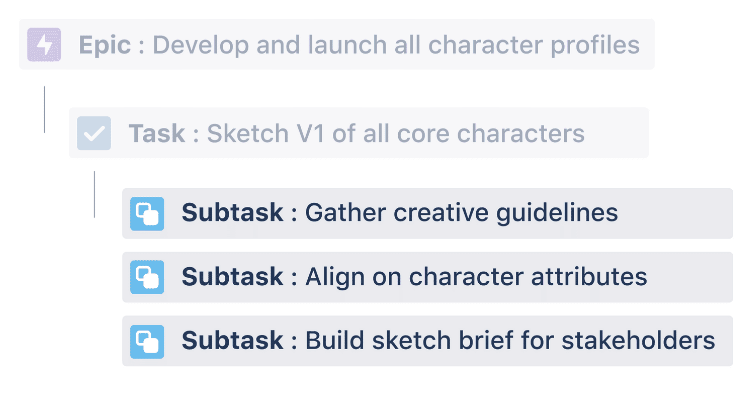 Epic : Develop and launch all character profiles
Task : Sketch V1 of all core characters
Subtask : Gather creative guidelines
Subtask : Align on character attributes
Subtask : Build sketch brief for stakeholders